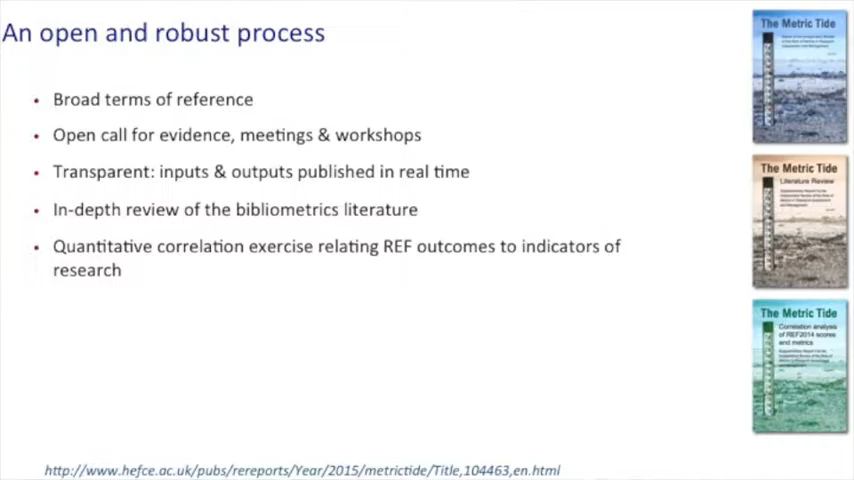 An open and robust process
• Broad terms of reference
• Open call for evidence, meetings & workshops
• Transparent: inputs & outputs published in real time
• In-depth review of the bibliometrics literature
• Quantitative correlation exercise relating REF outcomes to indicators of
research
The Metric Tide
The Metric Tide
Literature Review
The Metric Tide
Correlation analysis
of REF2014 scores
and metrics
http://www.hefce.ac.uk/pubs/rereports/Year/2015/metrictide/Title,104463,en.html